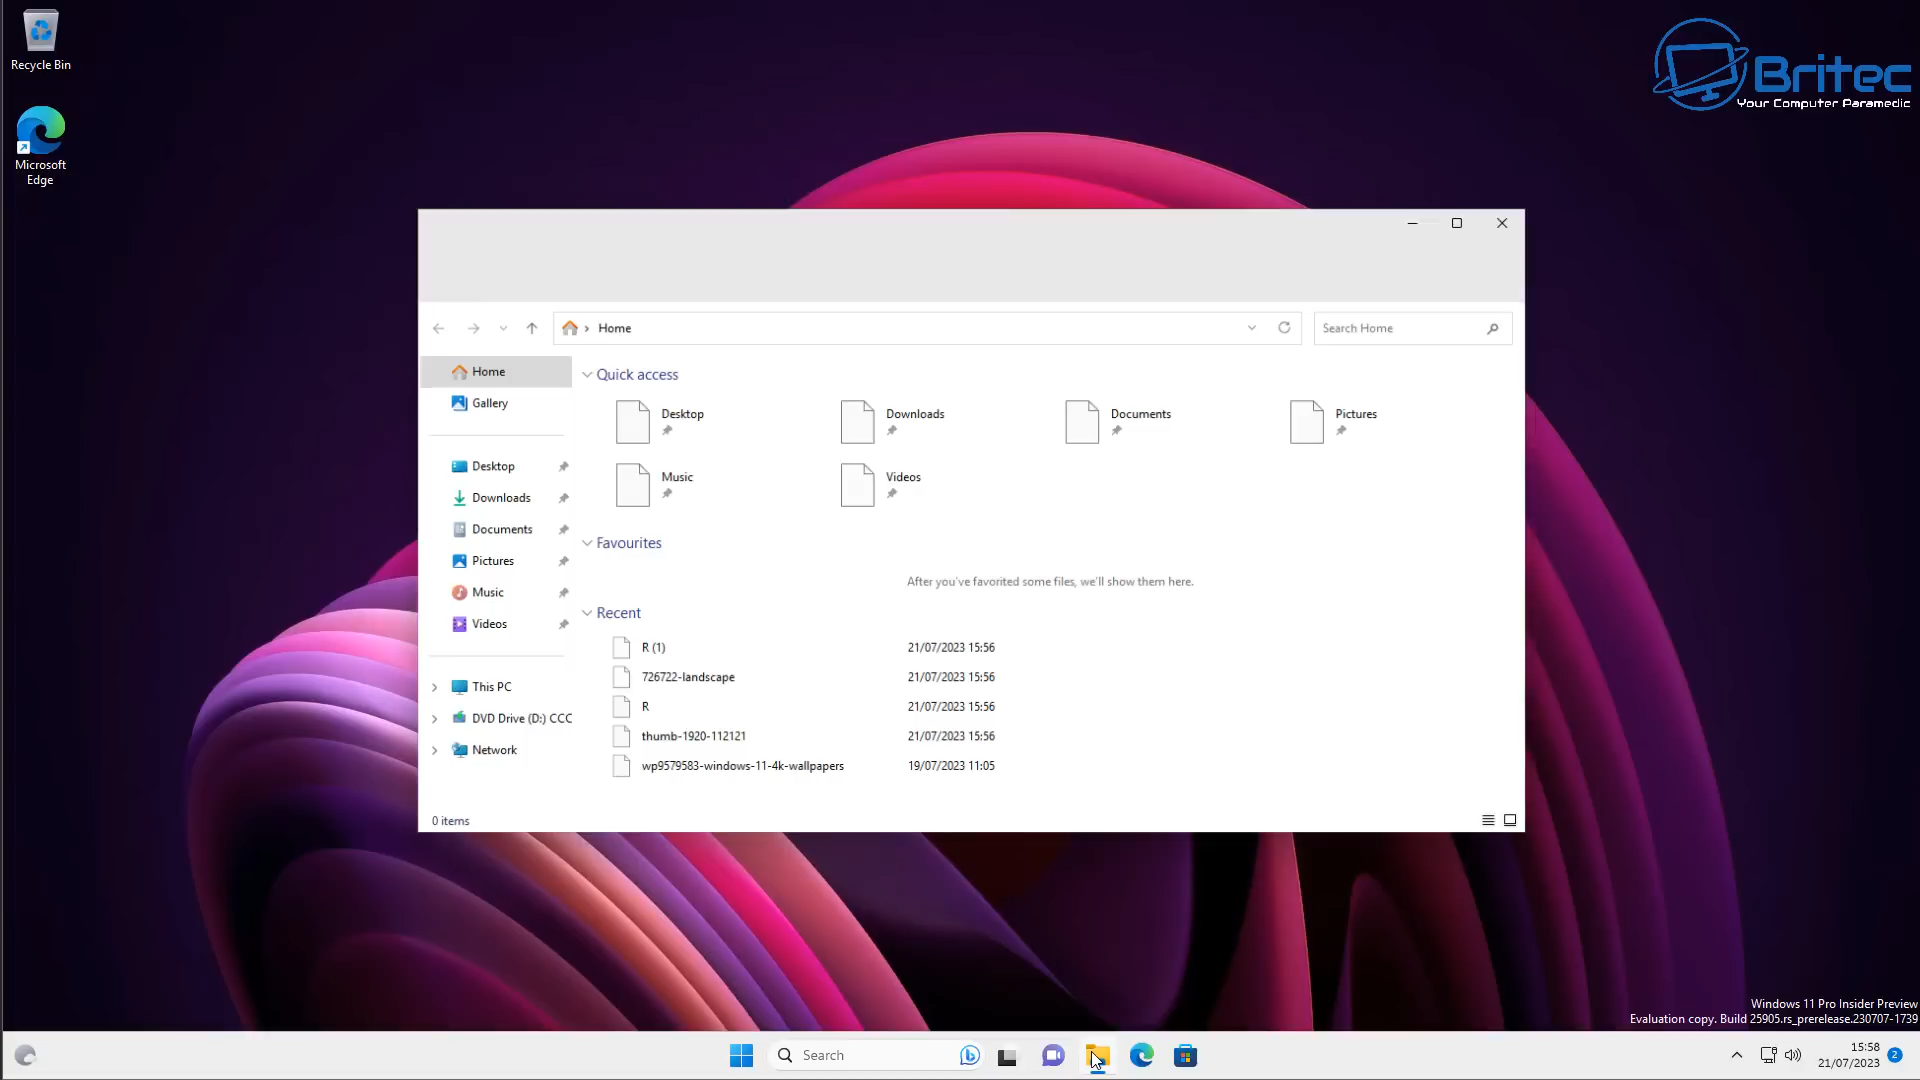 Recycle Bin
Microsoft
Edge
Britec
Your Computer Paramedic
Home
Search Home
Home
Gallery
Desktop
Downloads
Documents
Pictures
Music
Videos
This PC
DVD Drive (D:) CCC
Network
Quick access
Desktop
Downloads
Documents
Pictures
Music
Videos
Favourites
After you've favorited some files, we'll show them here.
Recent
R (1) 21/07/2023 15:56
726722-landscape 21/07/2023 15:56
R 21/07/2023 15:56
thumb-1920-112121 21/07/2023 15:56
wp9579583-windows-11-4k-wallpapers 19/07/2023 11:05
0 items
Windows 11 Pro Insider Preview
Evaluation copy. Build 25905.rs_prerelease.230707-1739
Search
15:58
21/07/2023
2